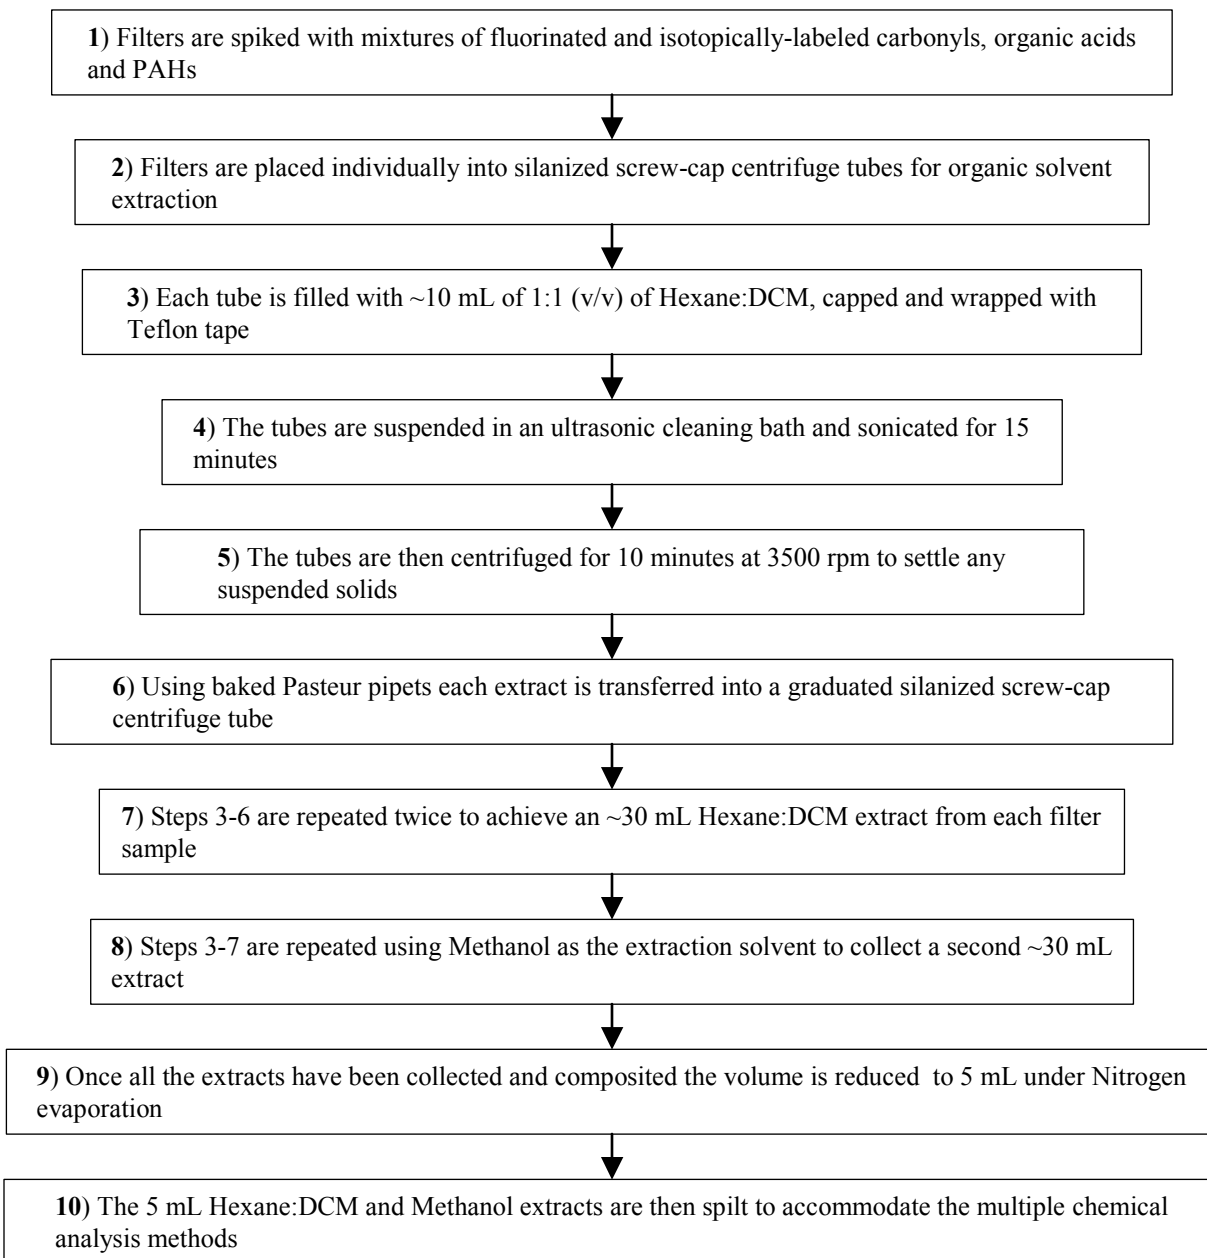 1) Filters are spiked with mixtures of fluorinated and isotopically-labeled carbonyls, organic acids
and PAHs
2) Filters are placed individually into silanized screw-cap centrifuge tubes for organic solvent
extraction
3) Each tube is filled with ~10 mL of 1:1 (v/v) of Hexane:DCM, capped and wrapped with
Teflon tape
4) The tubes are suspended in an ultrasonic cleaning bath and sonicated for 15
minutes
5) The tubes are then centrifuged for 10 minutes at 3500 rpm to settle any
suspended solids
6) Using baked Pasteur pipets each extract is transferred into a graduated silanized screw-cap
centrifuge tube
7) Steps 3-6 are repeated twice to achieve an ~30 mL Hexane:DCM extract from each filter
sample
8) Steps 3-7 are repeated using Methanol as the extraction solvent to collect a second ~30 mL
extract
9) Once all the extracts have been collected and composited the volume is reduced  to 5 mL under Nitrogen
evaporation
10) The 5 mL Hexane:DCM and Methanol extracts are then spilt to accommodate the multiple chemical
analysis methods